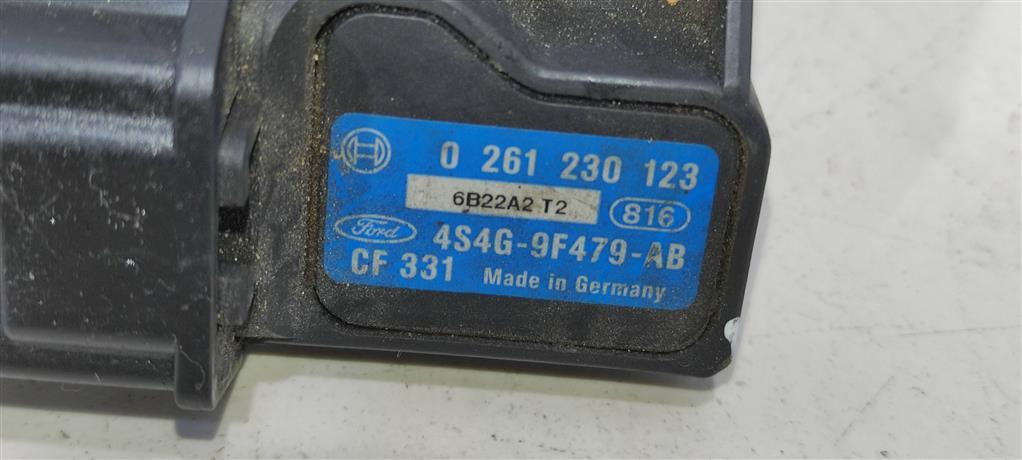 0 261 230 123
6B22A2 T2
816
Ford
4S4G-9F479-AB
CF 331 Made in Germany